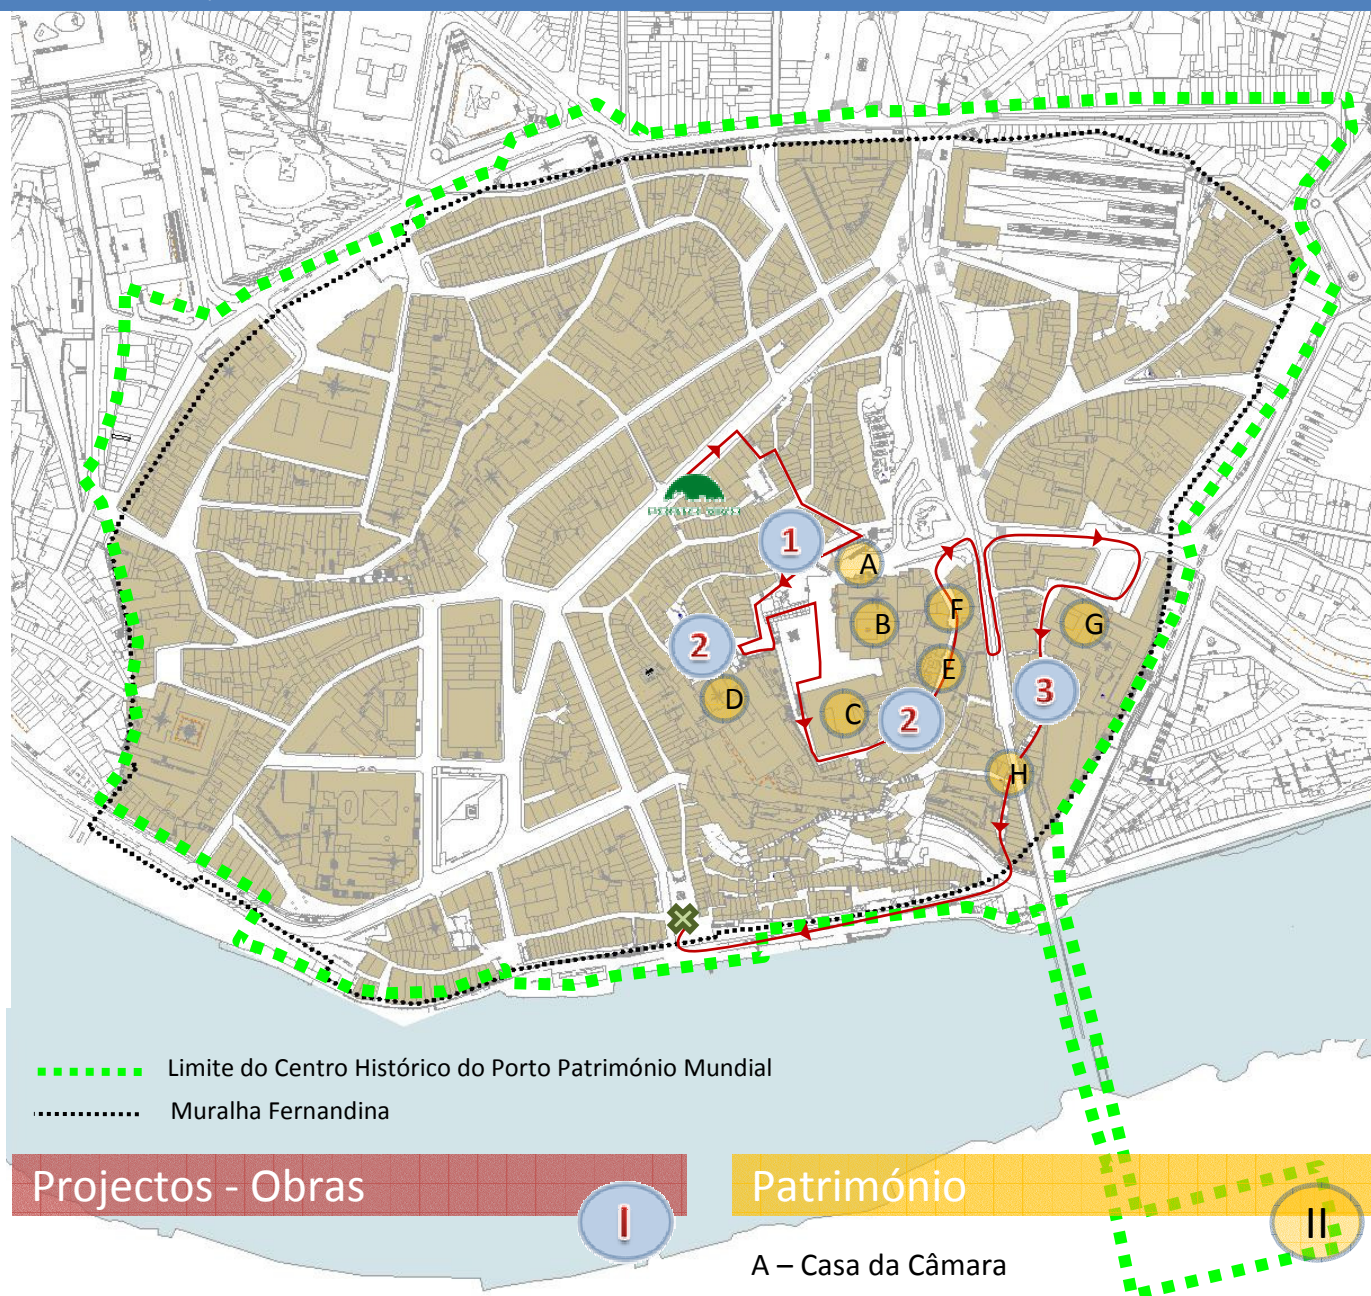 1
A
2
B
F
G
E
D
C
2
3
H
Limite do Centro Histórico do Porto Património Mundial
Muralha Fernandina
Projectos - Obras
I
Património
II
A – Casa da Câmara